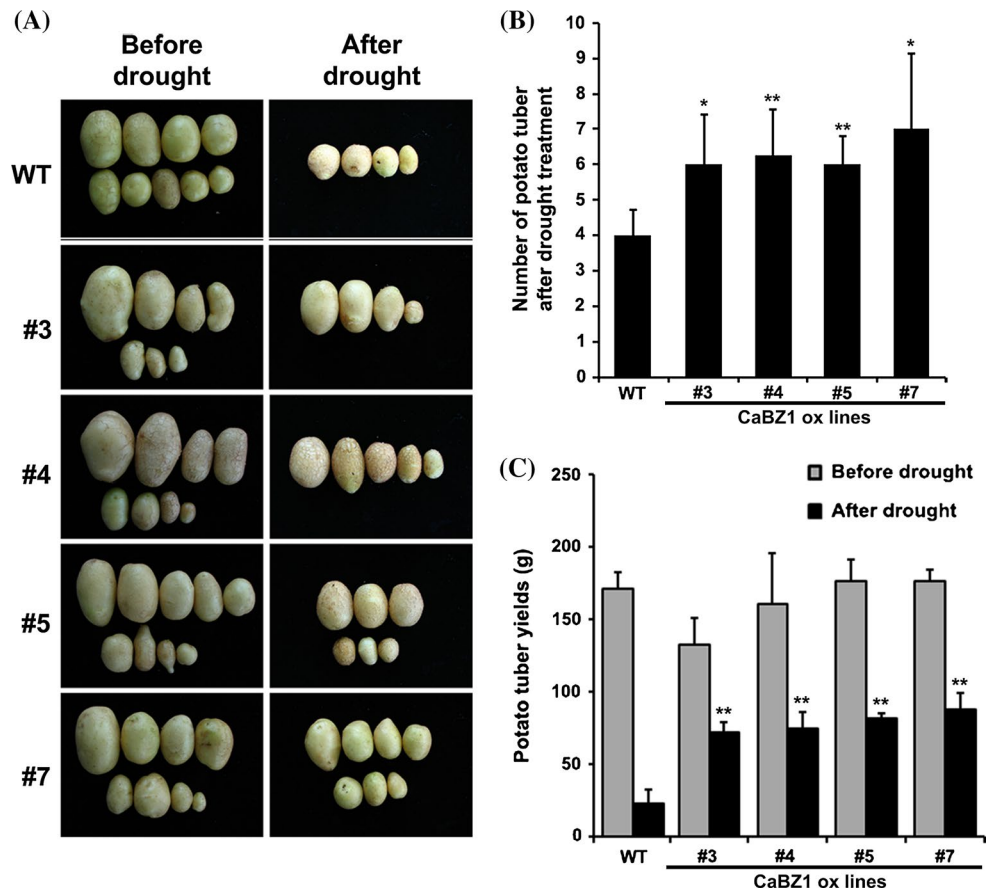 (A)
Before
drought
After
drought
WT
#3
#4
#5
#7
(B)
Number of potato tuber
after drought treatment
10
9
8
7
6
5
4
3
2
1
0
*
**
**
*
WT
#3
#4
#5
#7
CaBZ1 ox lines
(C)
Potato tuber yields (g)
250
200
150
100
50
0
Before drought
After drought
**
**
**
**
WT
#3
#4
#5
#7
CaBZ1 ox lines